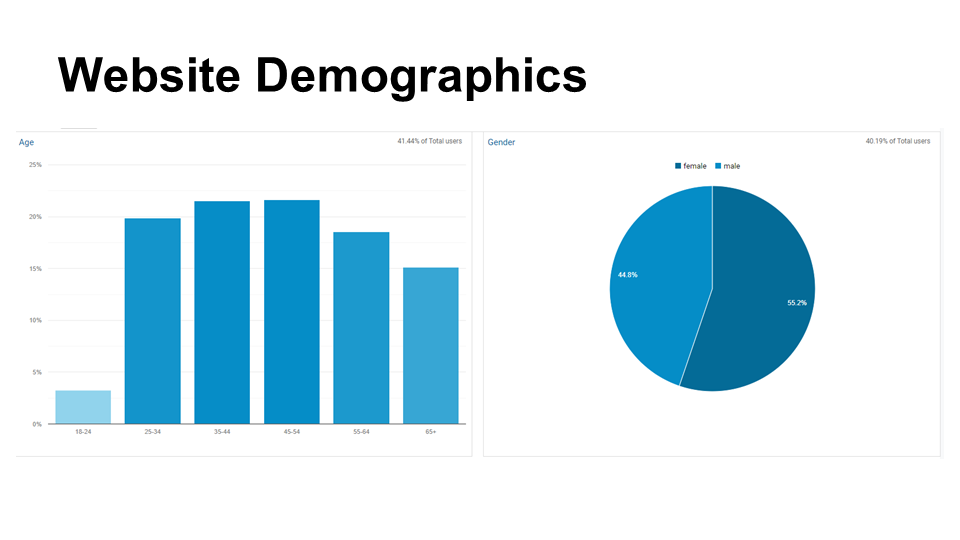 Website Demographics
Age
41.44% of Total users
25%
20%
15%
10%
5%
0%
18-24 25-34 35-44 45-54 55-64 65+
Gender
40.19% of Total users
female male
44.8%
55.2%